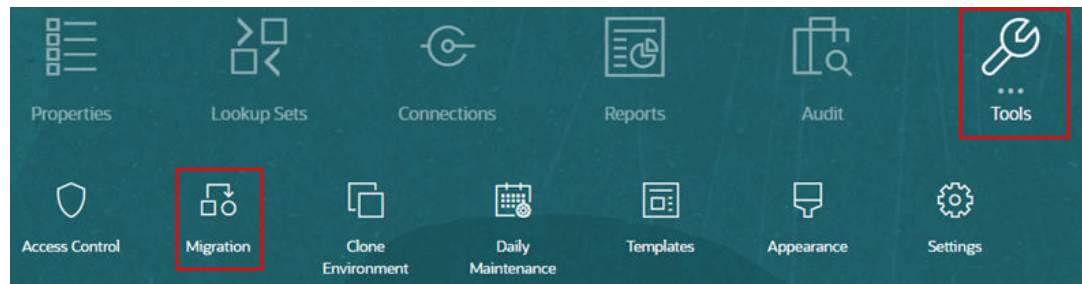 Properties
Lookup Sets
Connections
Reports
Audit
Tools
Access Control
Migration
Clone
Environment
Daily
Maintenance
Templates
Appearance
Settings